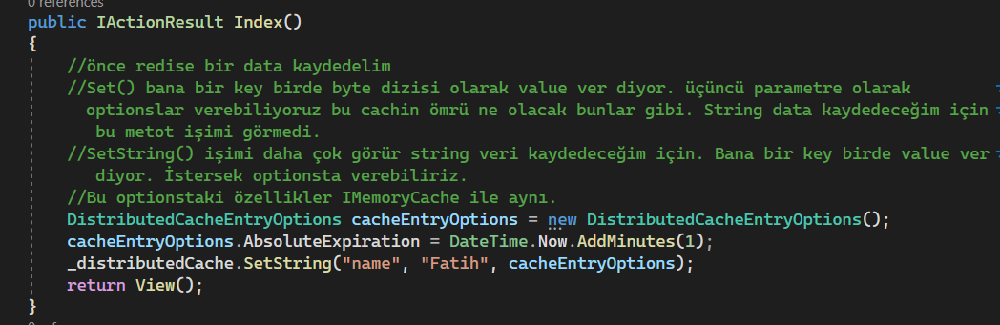 0 references
public IActionResult Index()
{
//önce redise bir data kaydedelim
//Set() bana bir key birde byte dizisi olarak value ver diyor. üçüncü parametre olarak
optionslar verebiliyoruz bu cachin ömrü ne olacak bunlar gibi. String data kaydedeceğim için
bu metot işimi görmedi.
//SetString() işimi daha çok görür string veri kaydedeceğim için. Bana bir key birde value ver
diyor. İstersek optionsta verebiliriz.
//Bu optionstaki özellikler IMemoryCache ile aynı.
DistributedCacheEntryOptions cacheEntryOptions = new DistributedCacheEntryOptions();
cacheEntryOptions.AbsoluteExpiration = DateTime.Now.AddMinutes(1);
_distributedCache.SetString("name", "Fatih", cacheEntryOptions);
return View();
}